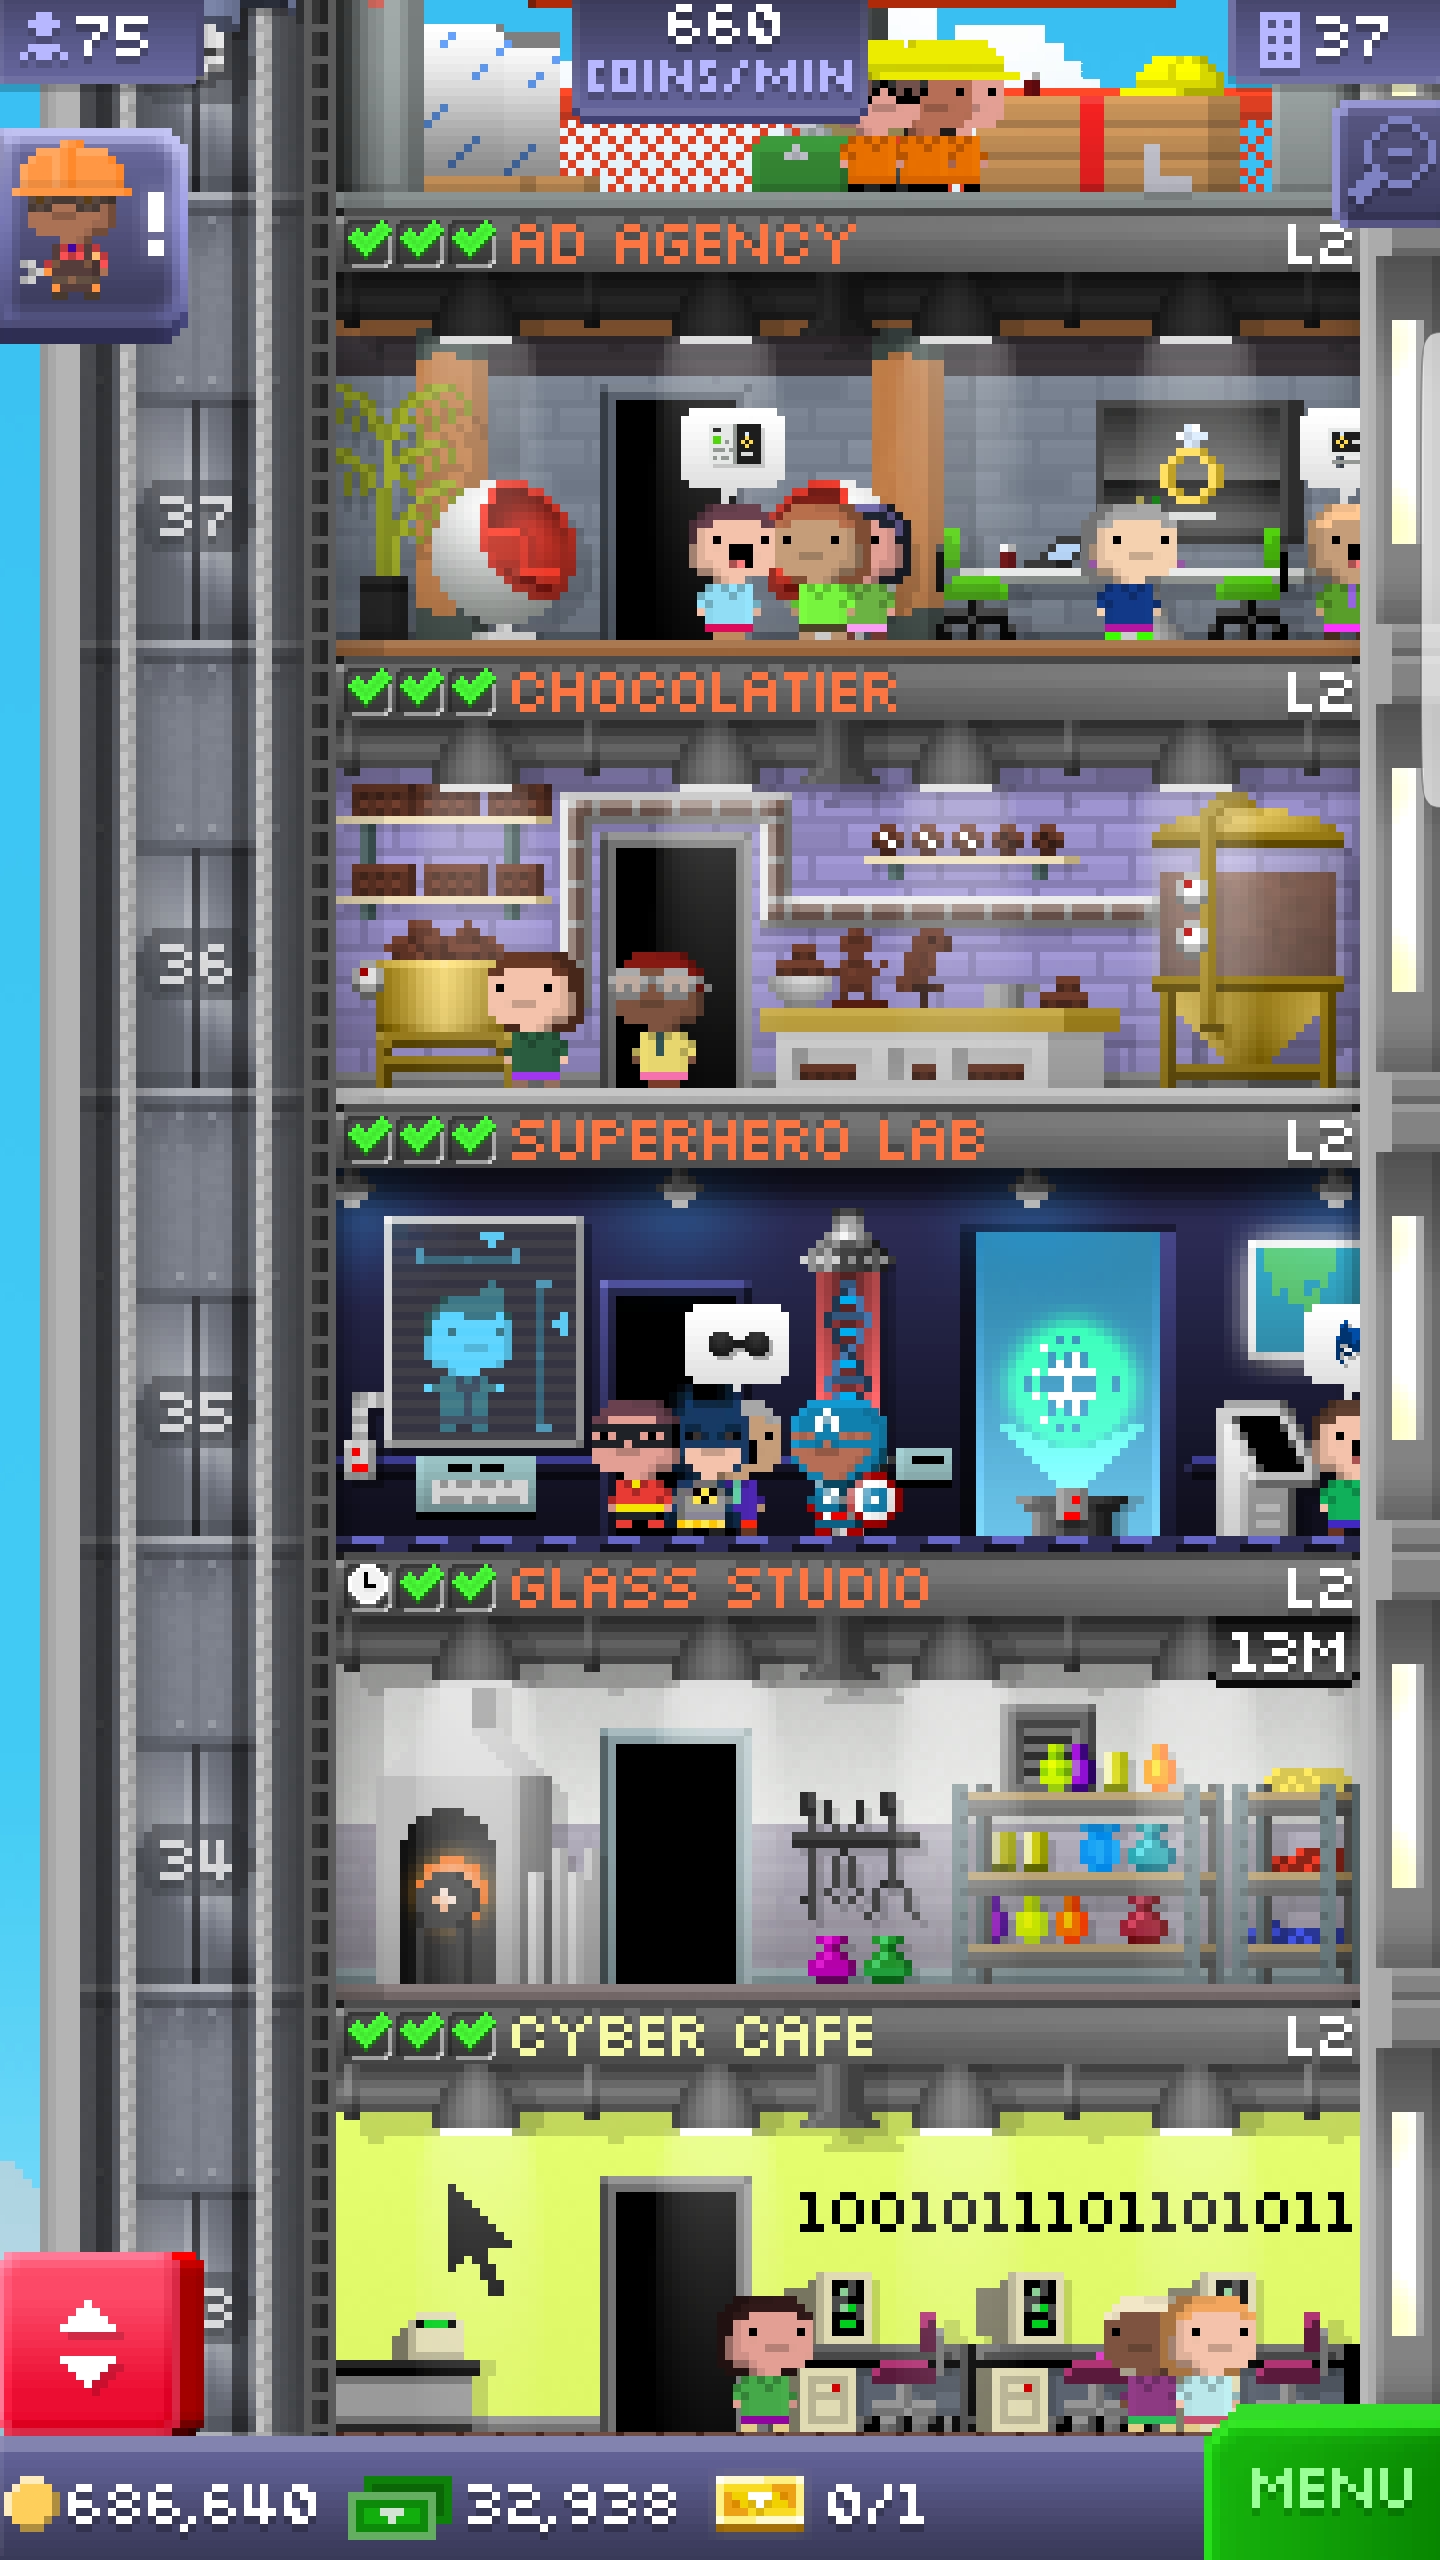 75
660
COINS/MIN
37
!
AD AGENCY
L2
37
CHOCOLATIER
L2
36
SUPERHERO LAB
L2
35
GLASS STUDIO
L2
13M
34
CYBER CAFE
L2
10010111101101011
3
686,640
32,938
0/1
MENU